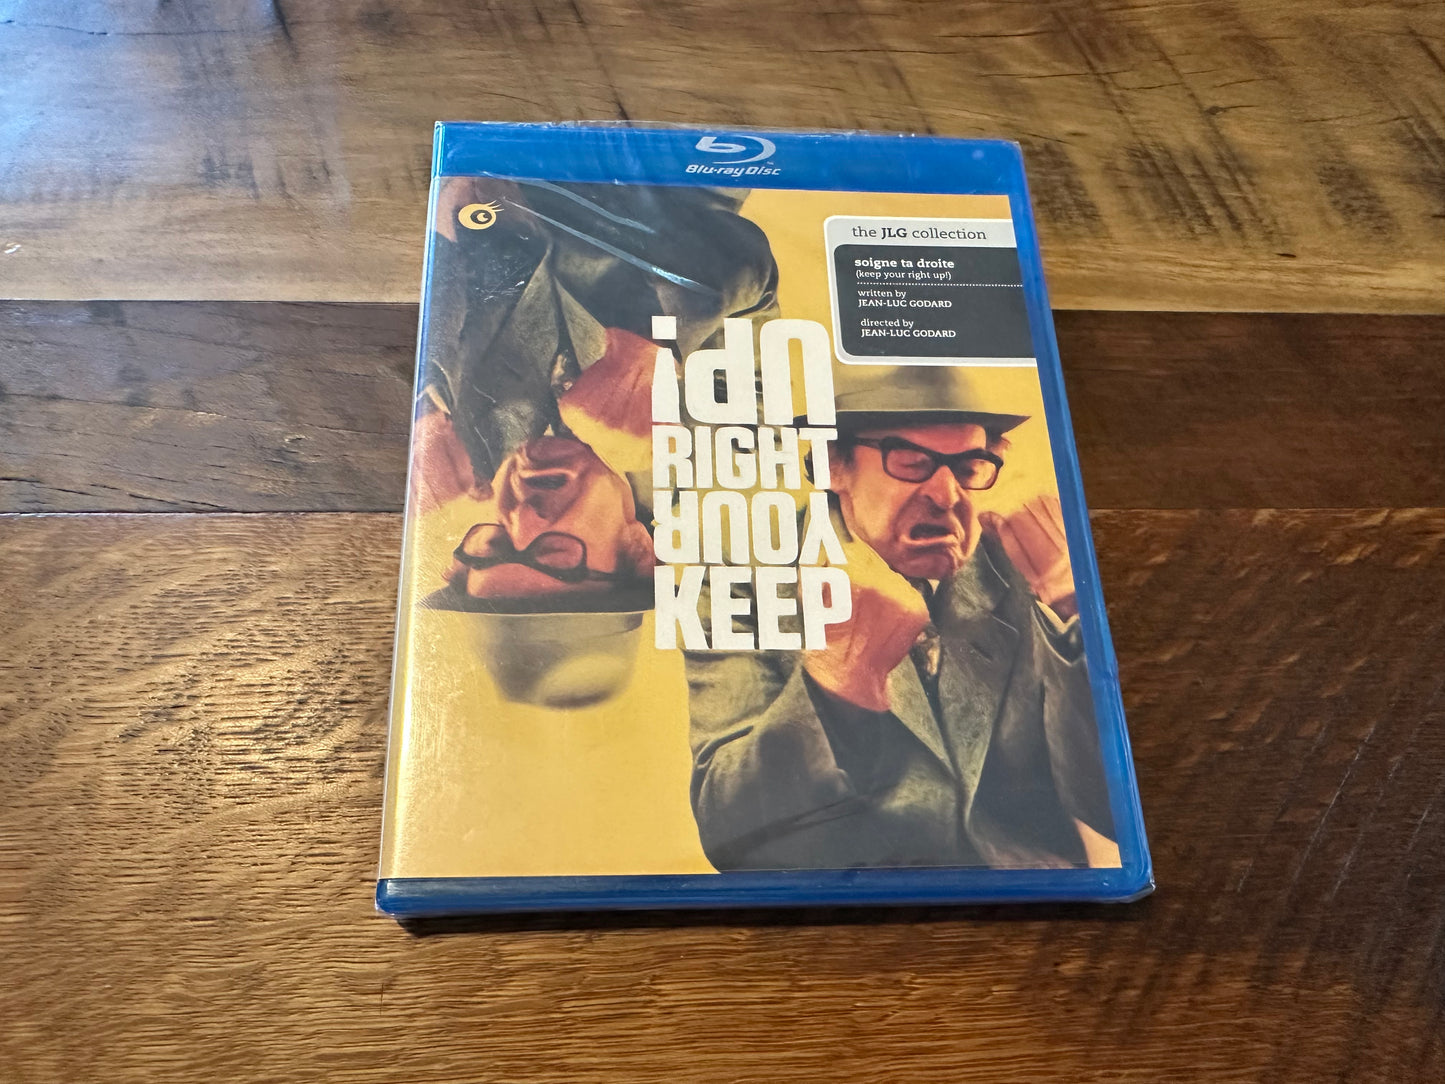 Blu-ray Disc
the JLG collection
soigne ta droite
(keep your right up!)
written by
JEAN-LUC GODARD
directed by
JEAN-LUC GODARD
UP!
RIGHT
YOUR
KEEP